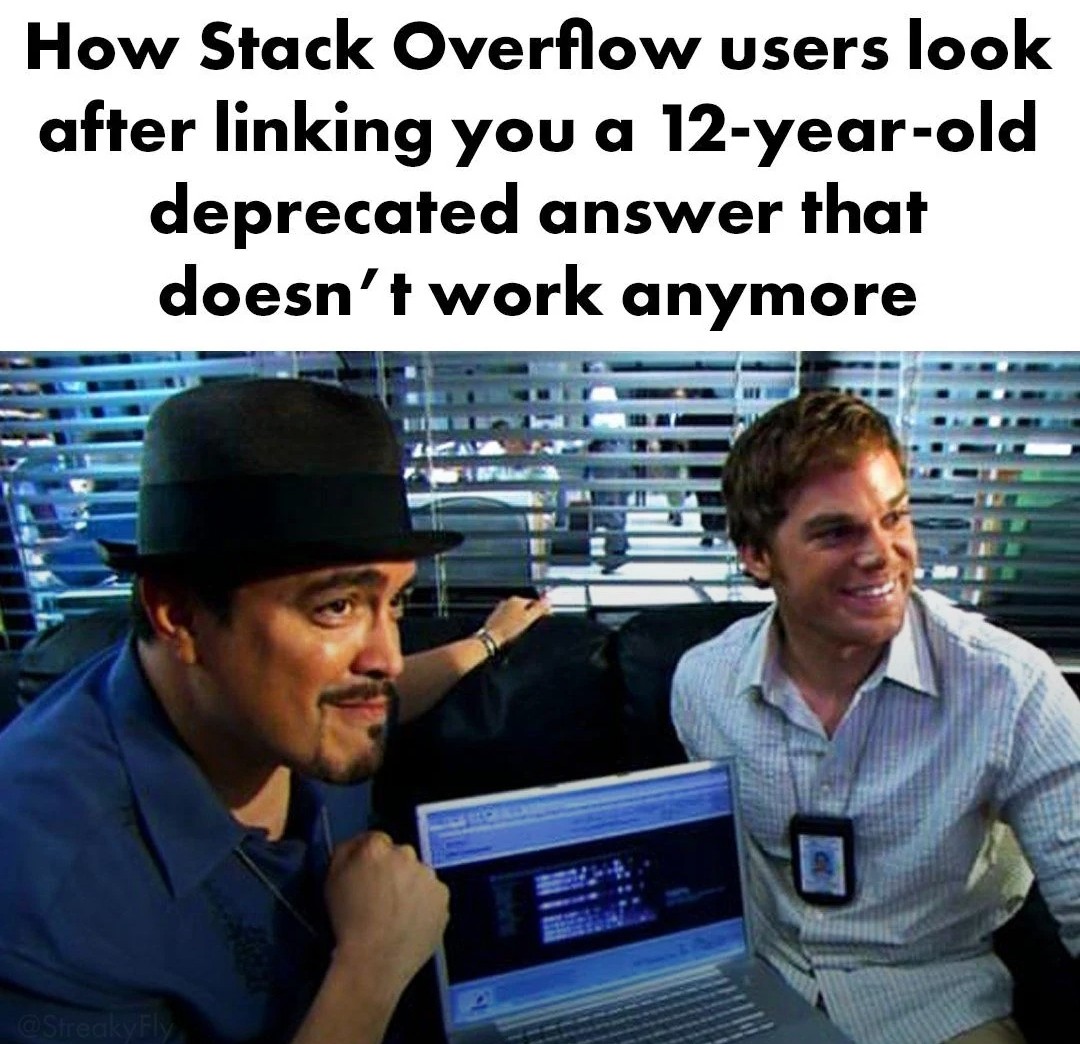 How Stack Overflow users look
after linking you a 12-year-old
deprecated answer that
doesn't work anymore
@StreakyFly